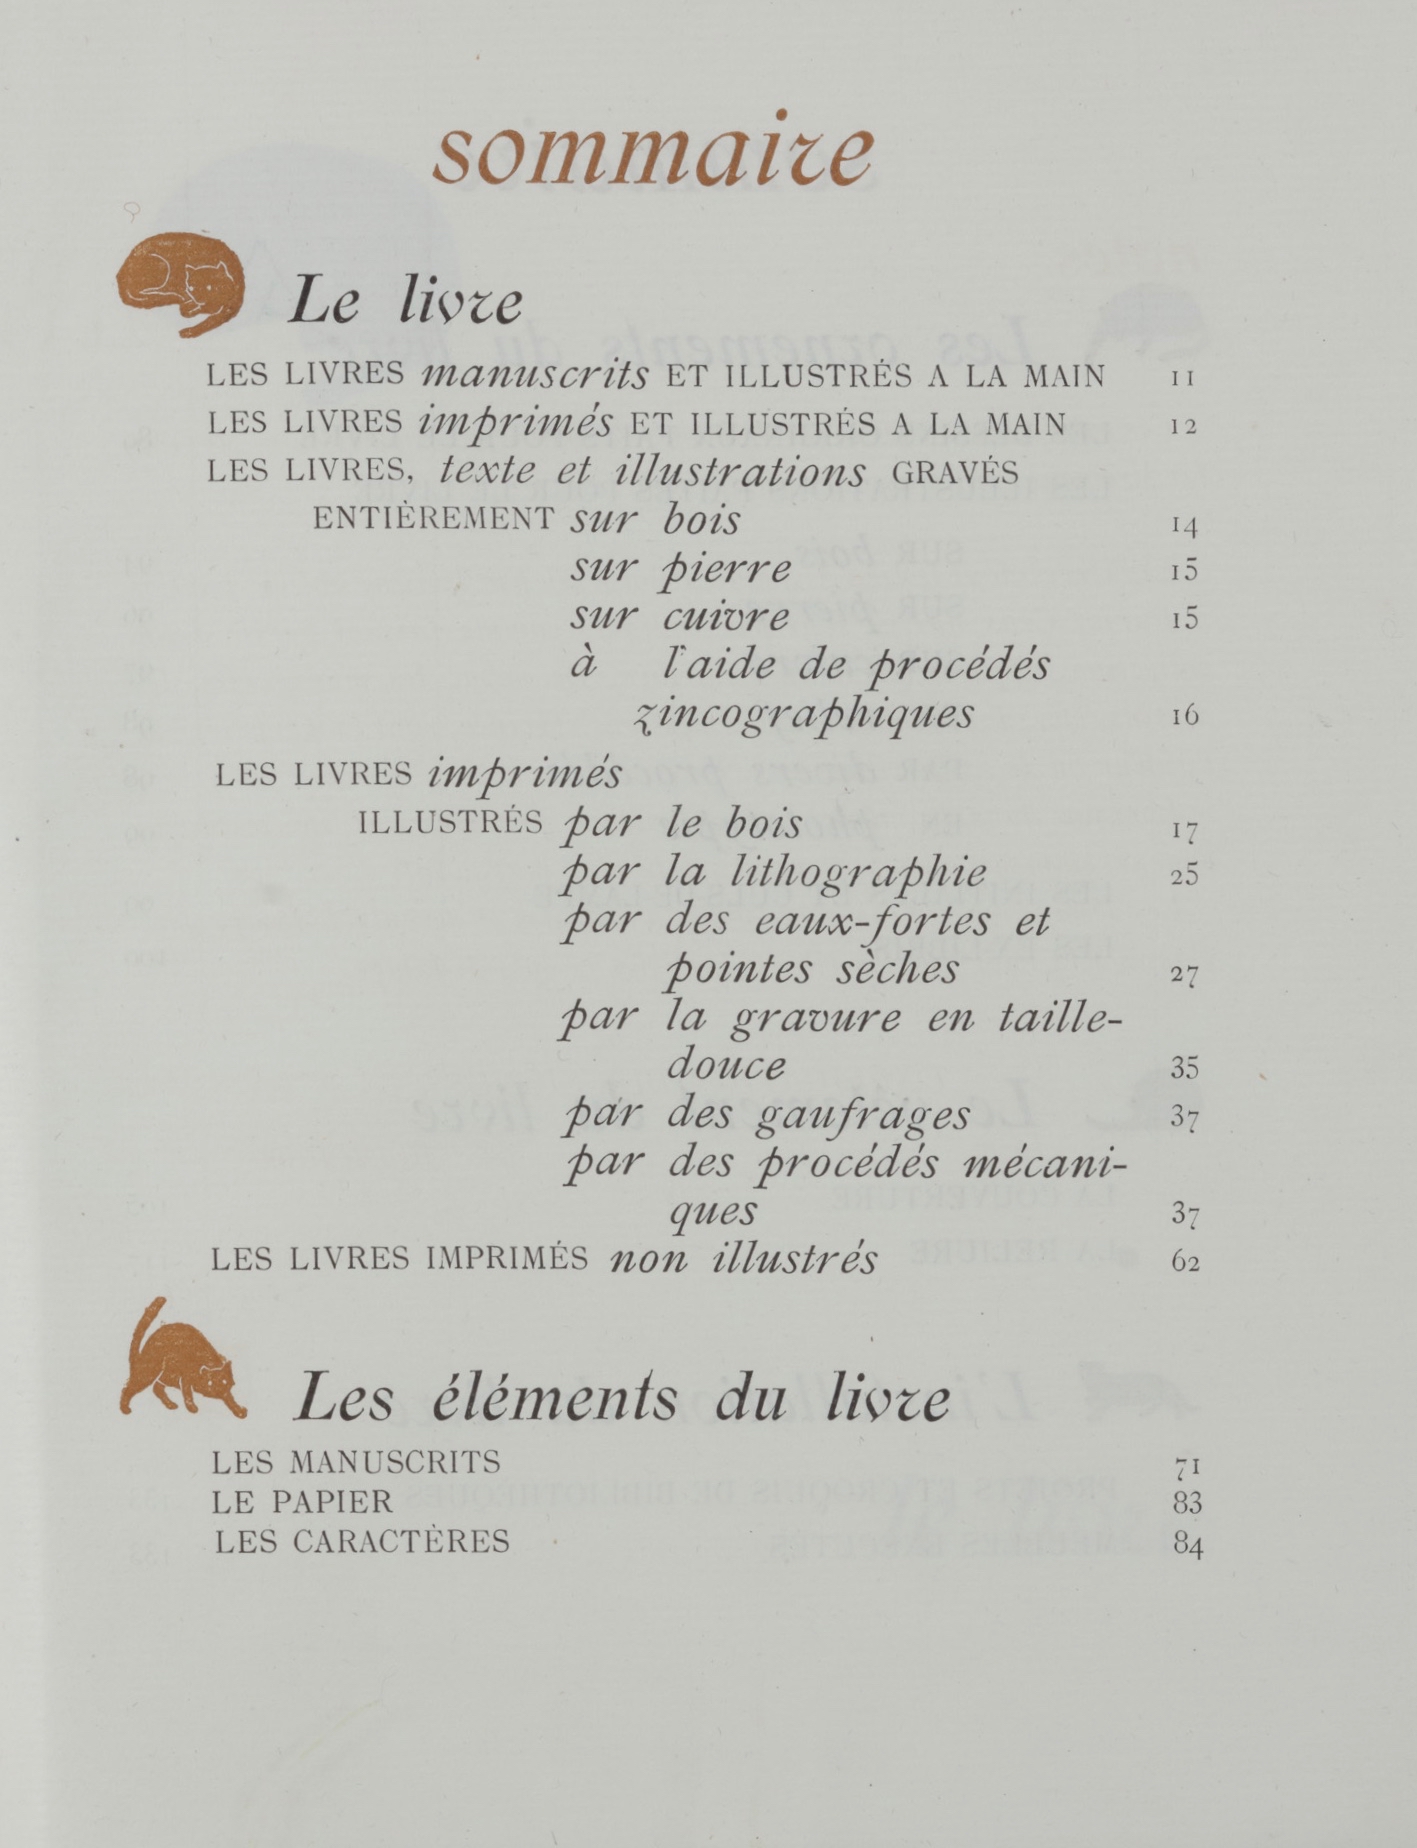 sommaire
Le livre
LES LIVRES manuscrits ET ILLUSTRÉS A LA MAIN 11
LES LIVRES imprimés ET ILLUSTRÉS A LA MAIN 12
LES LIVRES, texte et illustrations GRAVÉS
ENTIÈREMENT sur bois 14
sur pierre 15
sur cuivre 15
à l'aide de procédés
zincographiques 16
LES LIVRES imprimés
ILLUSTRÉS par le bois 17
par la lithographie 25
par des eaux-fortes et
pointes sèches 27
par la gravure en taille-
douce 35
par des gaufrages 37
par des procédés mécani-
ques 37
LES LIVRES IMPRIMÉS non illustrés 62
Les éléments du livre
LES MANUSCRITS 71
LE PAPIER 83
LES CARACTÈRES 84